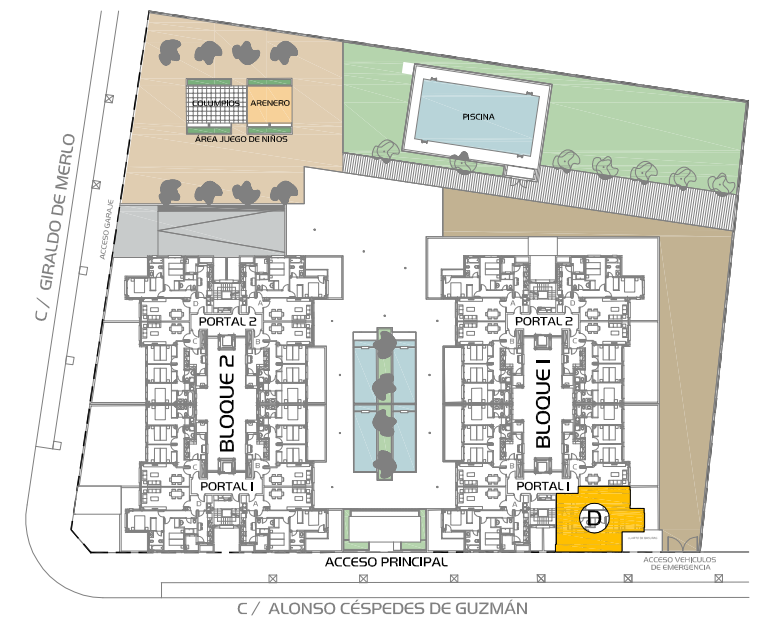 COLUMPIOS
ARENERO
ÁREA JUEGO DE NIÑOS
PISCINA
C/ GIRALDO DE MERLO
ACCESO GARAJE
D
A
D
A
PORTAL 2
PORTAL 2
C
B
C
B
BLOQUE 2
BLOQUE 1
C
B
C
B
PORTAL 1
PORTAL 1
D
A
A
D
ACCESO PRINCIPAL
ACCESO VEHICULOS
DE EMERGENCIA
C/ ALONSO CÉSPEDES DE GUZMÁN